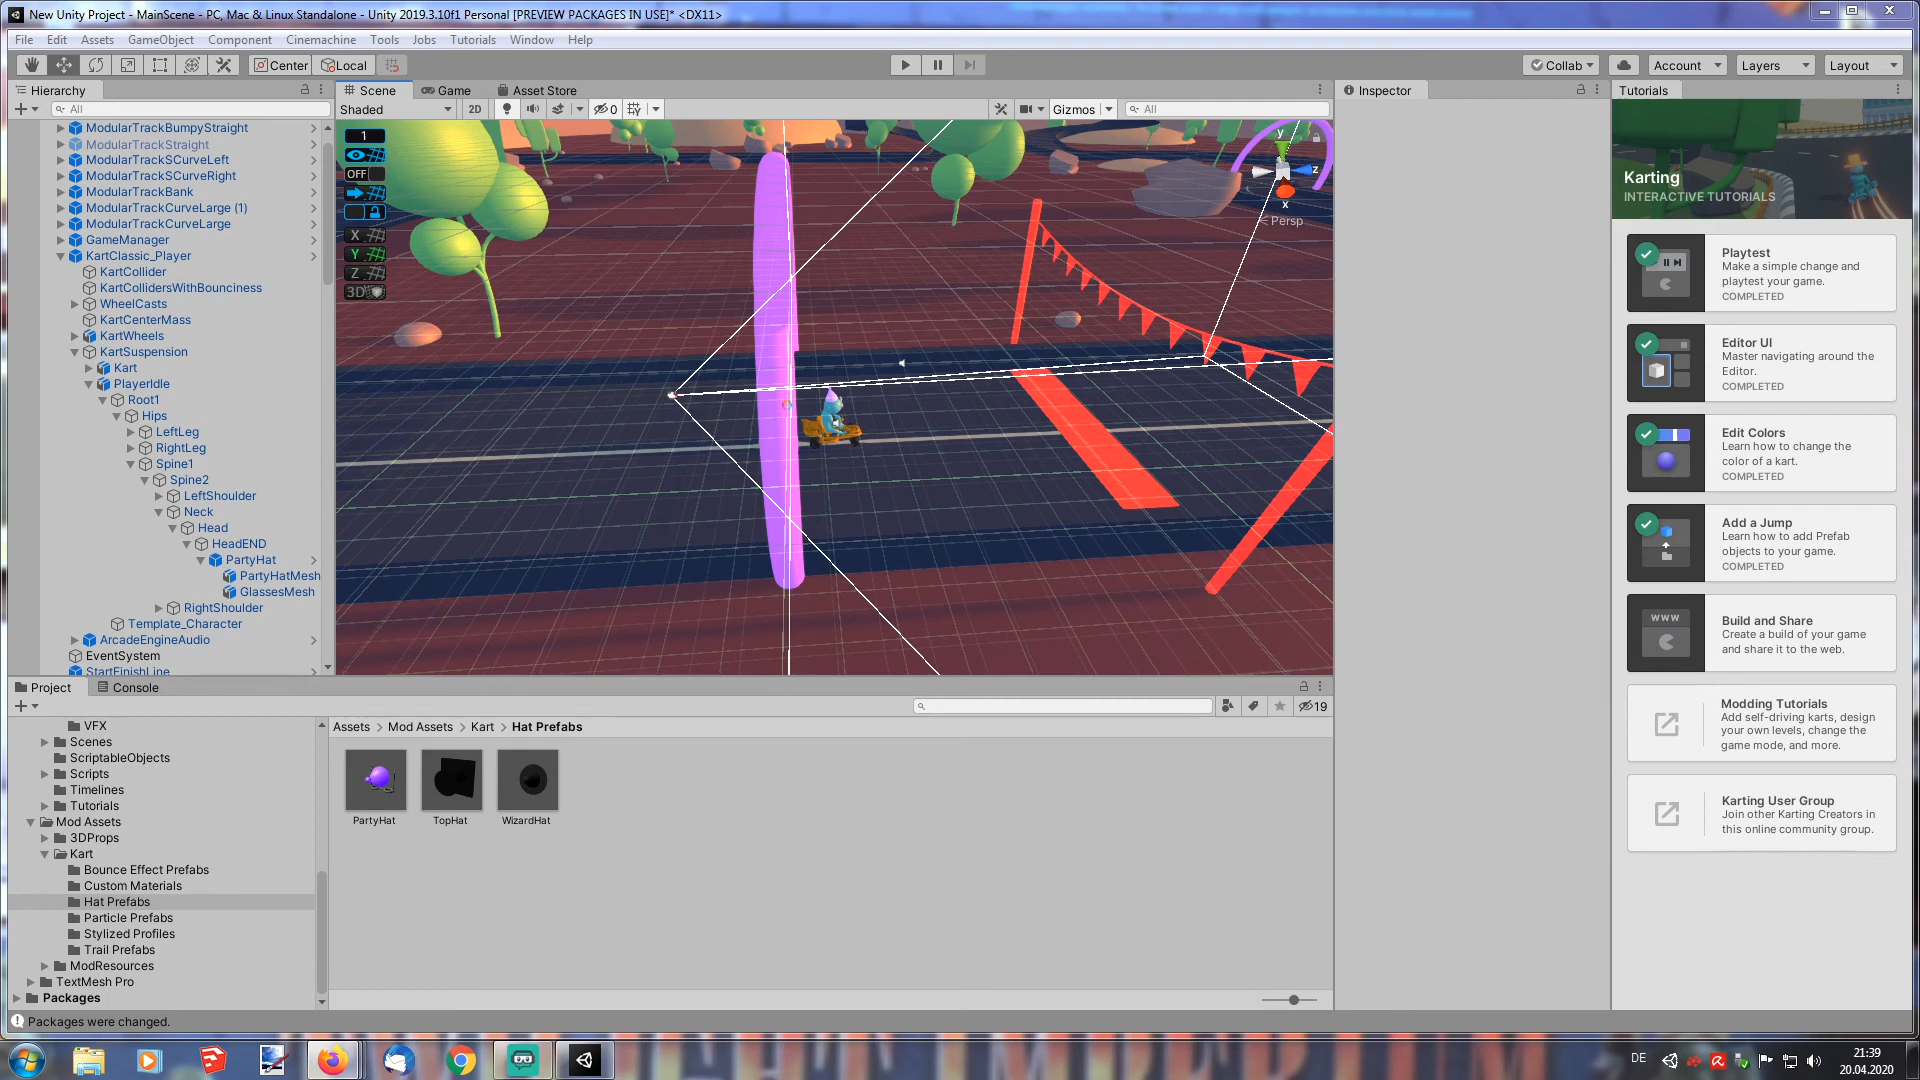 New Unity Project - MainScene - PC, Mac & Linux Standalone - Unity 2019.3.10f1 Personal [PREVIEW PACKAGES IN USE]* <DX11>
File Edit Assets GameObject Component Cinemachine Tools Jobs Tutorials Window Help
Center Local Collab Account Layers Layout
Hierarchy Scene Game Asset Store Inspector Tutorials
All Shaded 2D 0 Gizmos All
ModularTrackBumpyStraight
ModularTrackStraight
ModularTrackSCurveLeft
ModularTrackSCurveRight
ModularTrackBank
ModularTrackCurveLarge (1)
ModularTrackCurveLarge
GameManager
KartClassic_Player
KartCollider
KartCollidersWithBounciness
WheelCasts
KartCenterMass
KartWheels
KartSuspension
Kart
PlayerIdle
Root1
Hips
LeftLeg
RightLeg
Spine1
Spine2
LeftShoulder
Neck
Head
HeadEND
PartyHat
PartyHatMesh
GlassesMesh
RightShoulder
Template_Character
ArcadeEngineAudio
EventSystem
StartFinishLine
1
OFF
X
Y
Z
3D
y
z
x
Persp
Karting
INTERACTIVE TUTORIALS
Playtest
Make a simple change and
playtest your game.
COMPLETED
Editor UI
Master navigating around the
Editor.
COMPLETED
Edit Colors
Learn how to change the
color of a kart.
COMPLETED
Add a Jump
Learn how to add Prefab
objects to your game.
COMPLETED
WWW
Build and Share
Create a build of your game
and share it to the web.
Modding Tutorials
Add self-driving karts, design
your own levels, change the
game mode, and more.
Karting User Group
Join other Karting Creators in
this online community group.
Project Console
19
VFX
Scenes
ScriptableObjects
Scripts
Timelines
Tutorials
Mod Assets
3DProps
Kart
Bounce Effect Prefabs
Custom Materials
Hat Prefabs
Particle Prefabs
Stylized Profiles
Trail Prefabs
ModResources
TextMesh Pro
Packages
Assets > Mod Assets > Kart > Hat Prefabs
PartyHat TopHat WizardHat
Packages were changed.
DE
21:39
20.04.2020